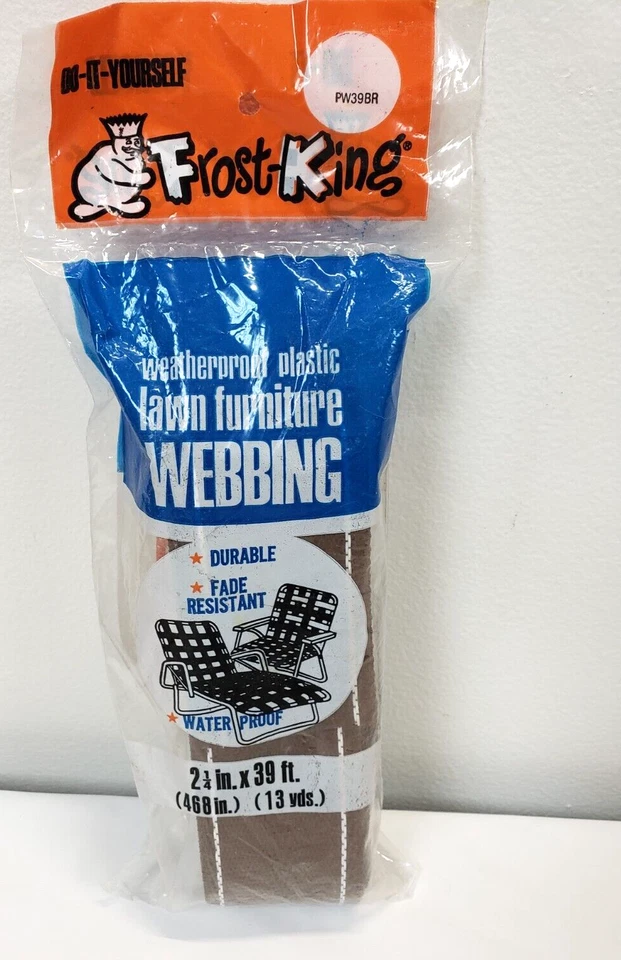 DO-IT-YOURSELF
PW39BR
Frost-King®
weatherproof plastic
lawn furniture
WEBBING
★ DURABLE
★ FADE
RESISTANT
★ WATER PROOF
2¼ in. x 39 ft.
(468 in.) (13 yds.)